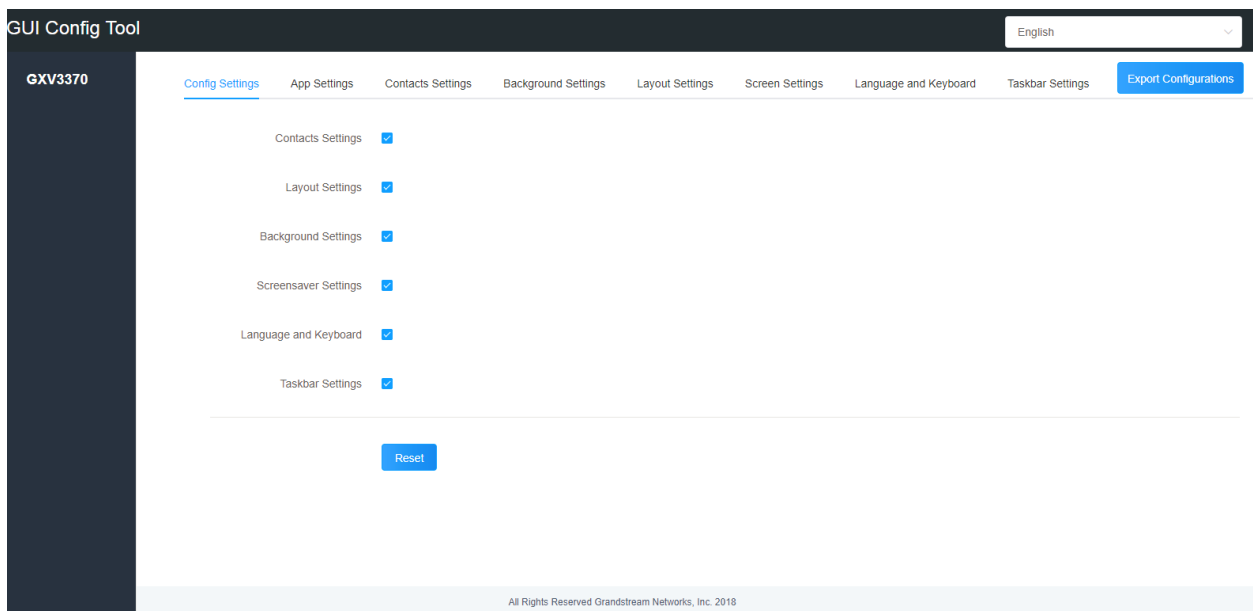 GUI Config Tool
English
GXV3370
Config Settings App Settings Contacts Settings Background Settings Layout Settings Screen Settings Language and Keyboard Taskbar Settings Export Configurations
Contacts Settings
Layout Settings
Background Settings
Screensaver Settings
Language and Keyboard
Taskbar Settings
Reset
All Rights Reserved Grandstream Networks, Inc. 2018